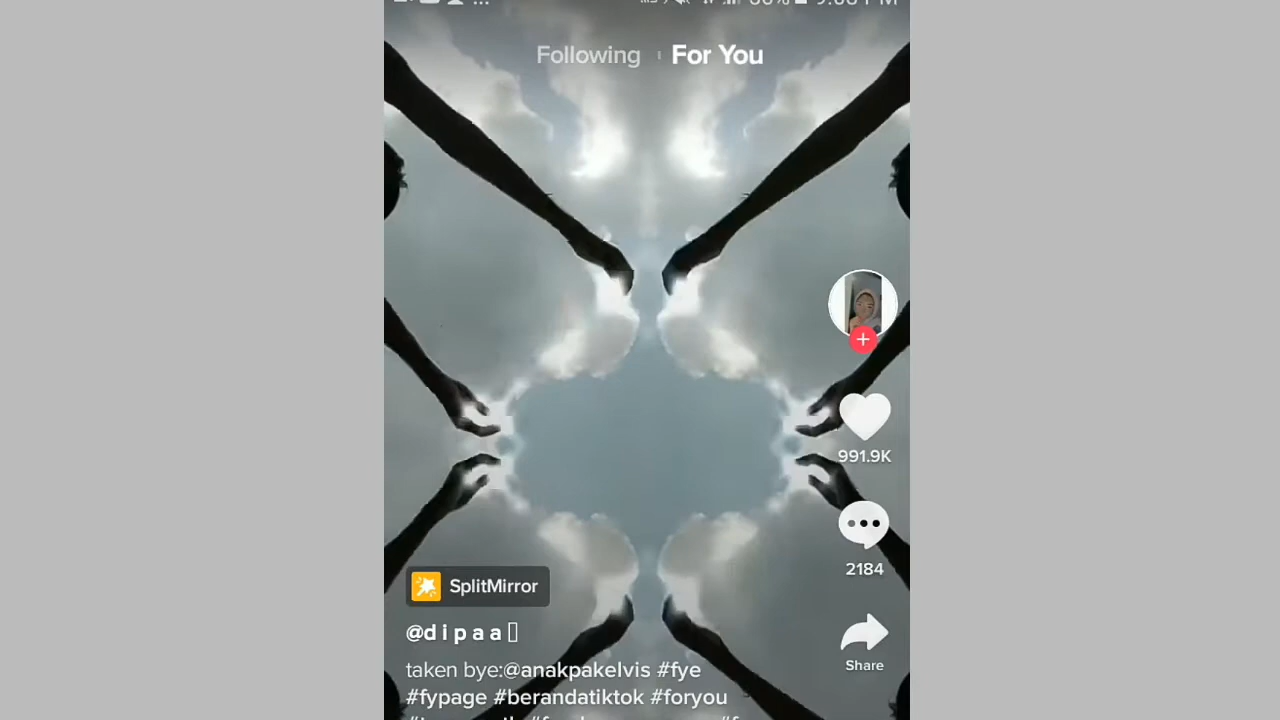 Following
For You
991.9K
2184
SplitMirror
@d i p a a
Share
taken bye:@anakpakelvis #fye
#fypage #berandatiktok #foryou